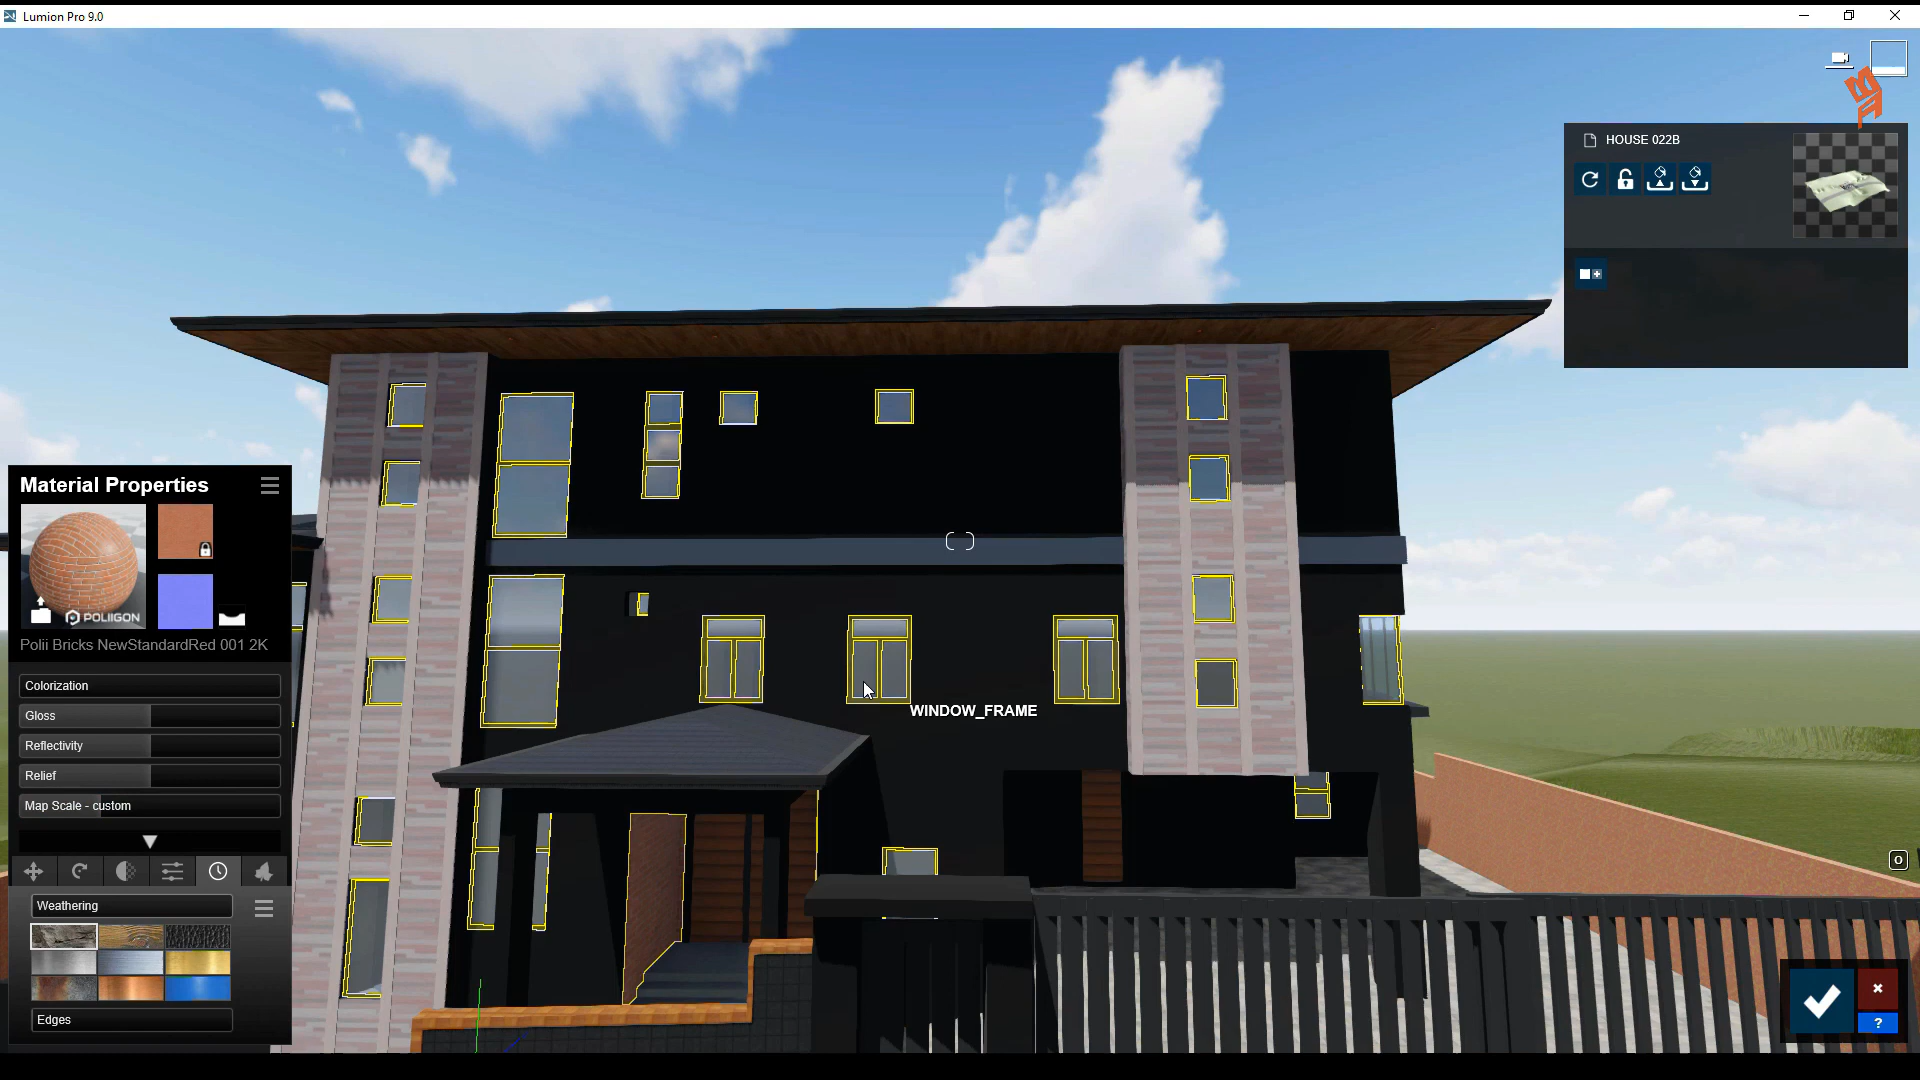 Lumion Pro 9.0
HOUSE 022B
Material Properties
POLIIGON
Polii Bricks NewStandardRed 001 2K
Colorization
Gloss
Reflectivity
Relief
Map Scale - custom
Weathering
Edges
WINDOW_FRAME
O
?